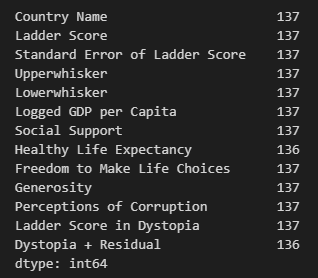 Country Name 137
Ladder Score 137
Standard Error of Ladder Score 137
Upperwhisker 137
Lowerwhisker 137
Logged GDP per Capita 137
Social Support 137
Healthy Life Expectancy 136
Freedom to Make Life Choices 137
Generosity 137
Perceptions of Corruption 137
Ladder Score in Dystopia 137
Dystopia + Residual 136
dtype: int64